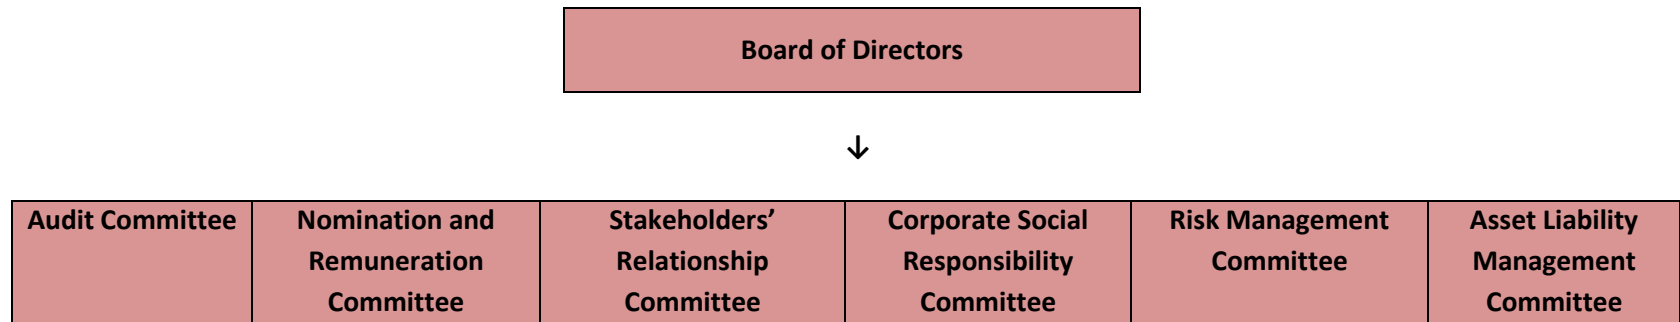 Board of Directors
↓
Audit Committee
Nomination and
Remuneration
Committee
Stakeholders’
Relationship
Committee
Corporate Social
Responsibility
Committee
Risk Management
Committee
Asset Liability
Management
Committee